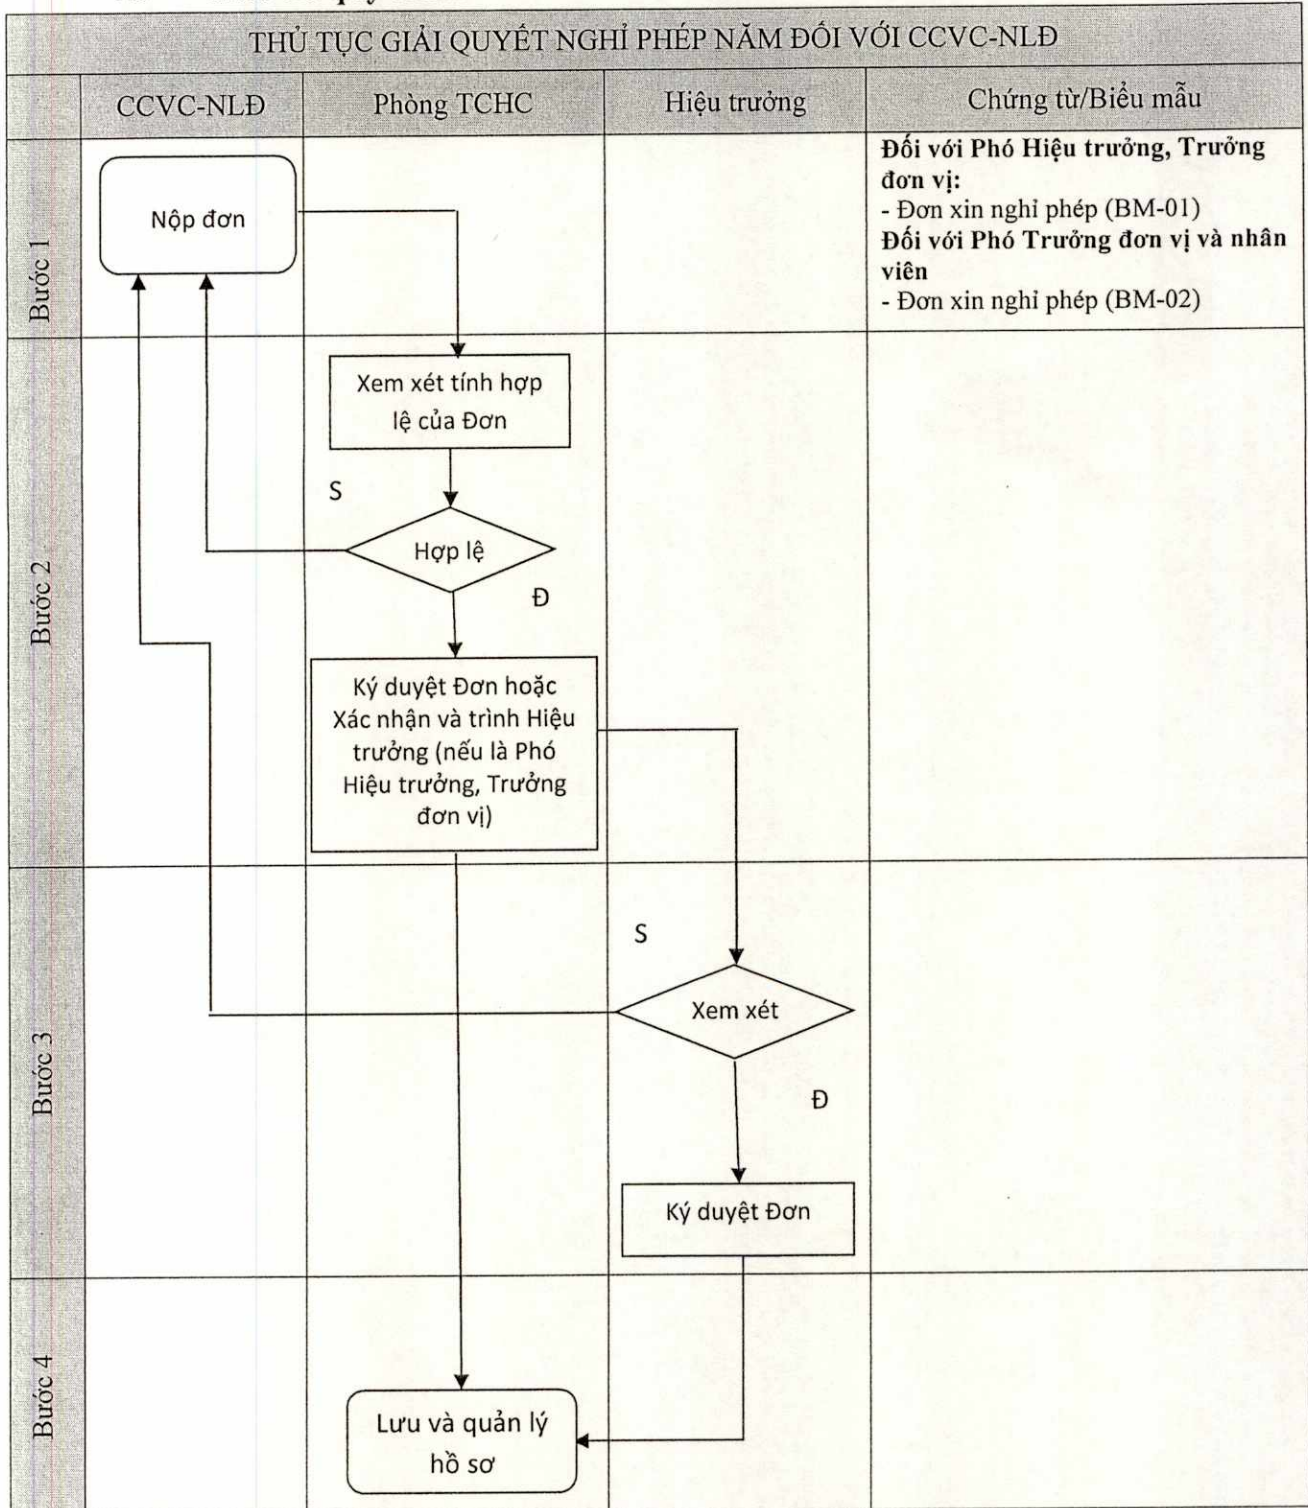 THỦ TỤC GIẢI QUYẾT NGHỈ PHÉP NĂM ĐỐI VỚI CCVC-NLĐ
CCVC-NLĐ
Phòng TCHC
Hiệu trưởng
Chứng từ/Biểu mẫu
Bước 1
Nộp đơn
Đối với Phó Hiệu trưởng, Trưởng
đơn vị:
- Đơn xin nghỉ phép (BM-01)
Đối với Phó Trưởng đơn vị và nhân
viên
- Đơn xin nghỉ phép (BM-02)
Bước 2
Xem xét tính hợp
lệ của Đơn
S
Hợp lệ
Đ
Ký duyệt Đơn hoặc
Xác nhận và trình Hiệu
trưởng (nếu là Phó
Hiệu trưởng, Trưởng
đơn vị)
Bước 3
S
Xem xét
Đ
Ký duyệt Đơn
Bước 4
Lưu và quản lý
hồ sơ